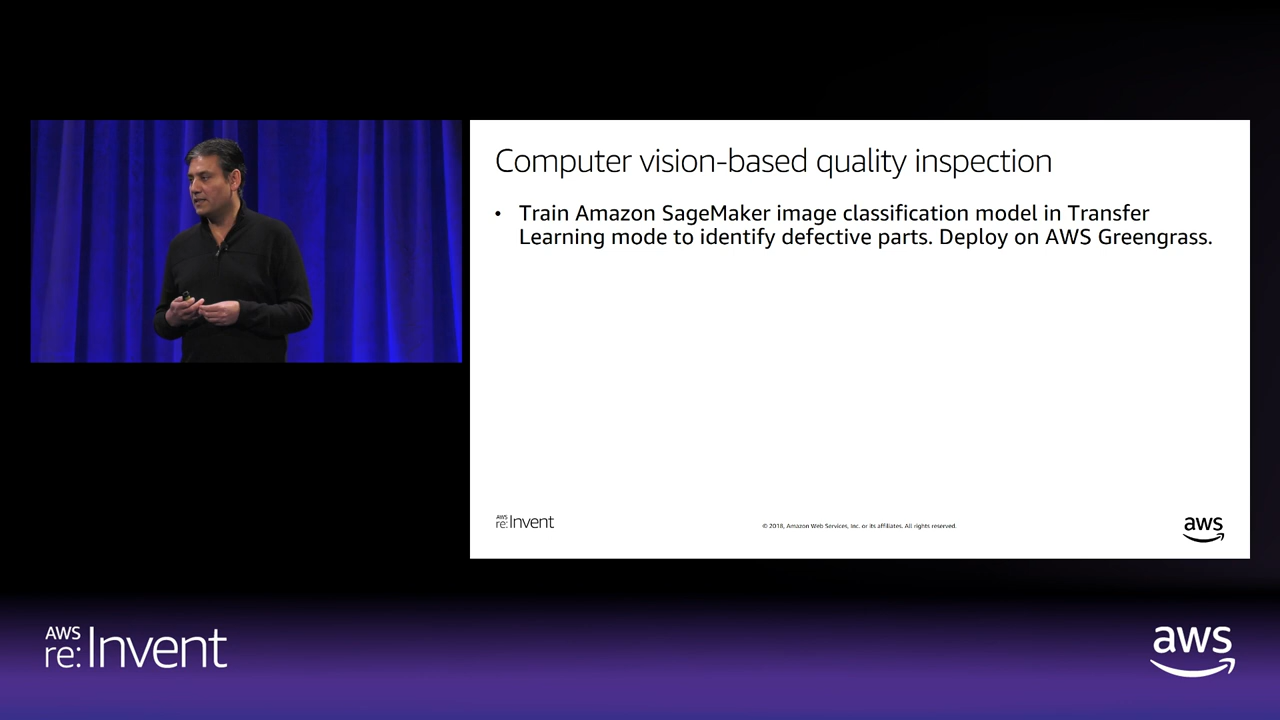 Computer vision-based quality inspection
• Train Amazon SageMaker image classification model in Transfer
Learning mode to identify defective parts. Deploy on AWS Greengrass.
AWS
re:Invent
© 2018, Amazon Web Services, Inc. or its affiliates. All rights reserved.
aws
AWS
re:Invent
aws